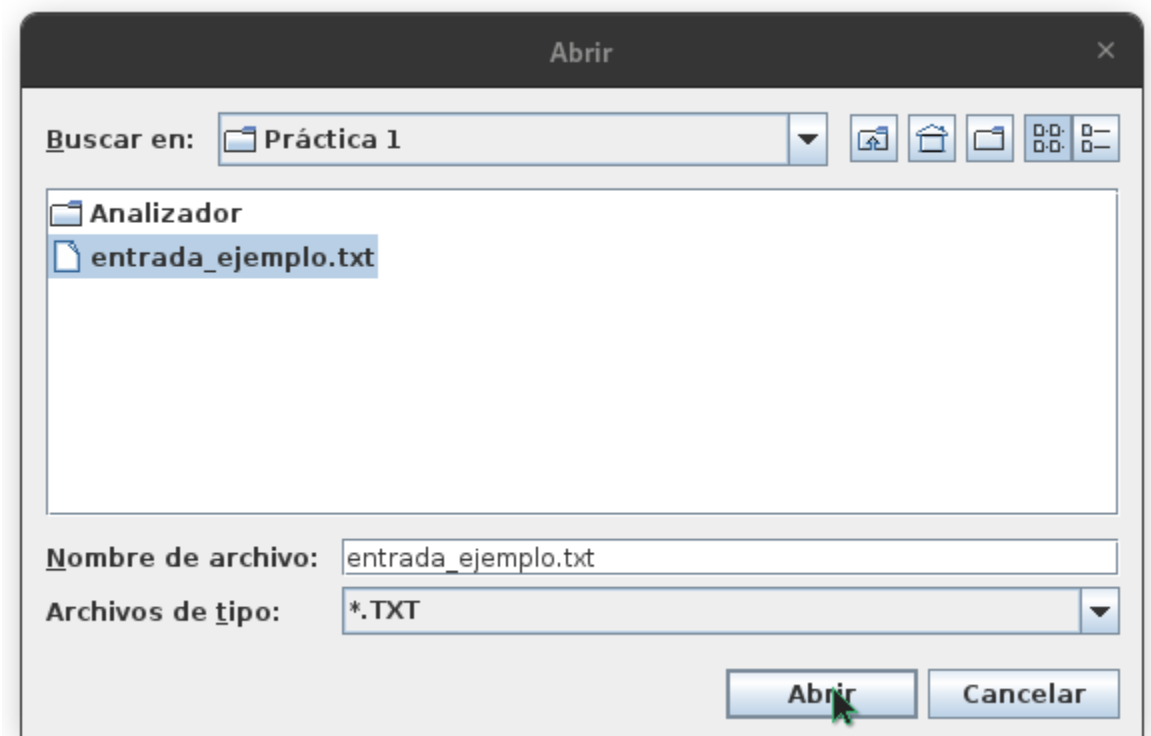 Abrir
Buscar en: Práctica 1
Analizador
entrada_ejemplo.txt
Nombre de archivo: entrada_ejemplo.txt
Archivos de tipo: *.TXT
Abrir Cancelar